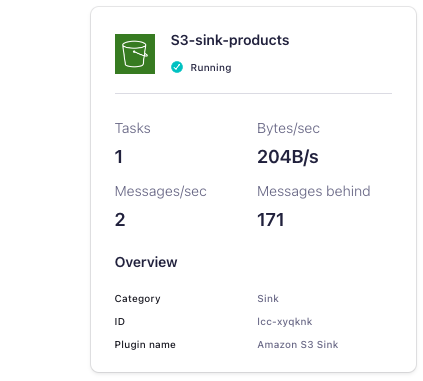 S3-sink-products
Running
Tasks
Bytes/sec
1
204B/s
Messages/sec
Messages behind
2
171
Overview
Category Sink
ID lcc-xyqknk
Plugin name Amazon S3 Sink